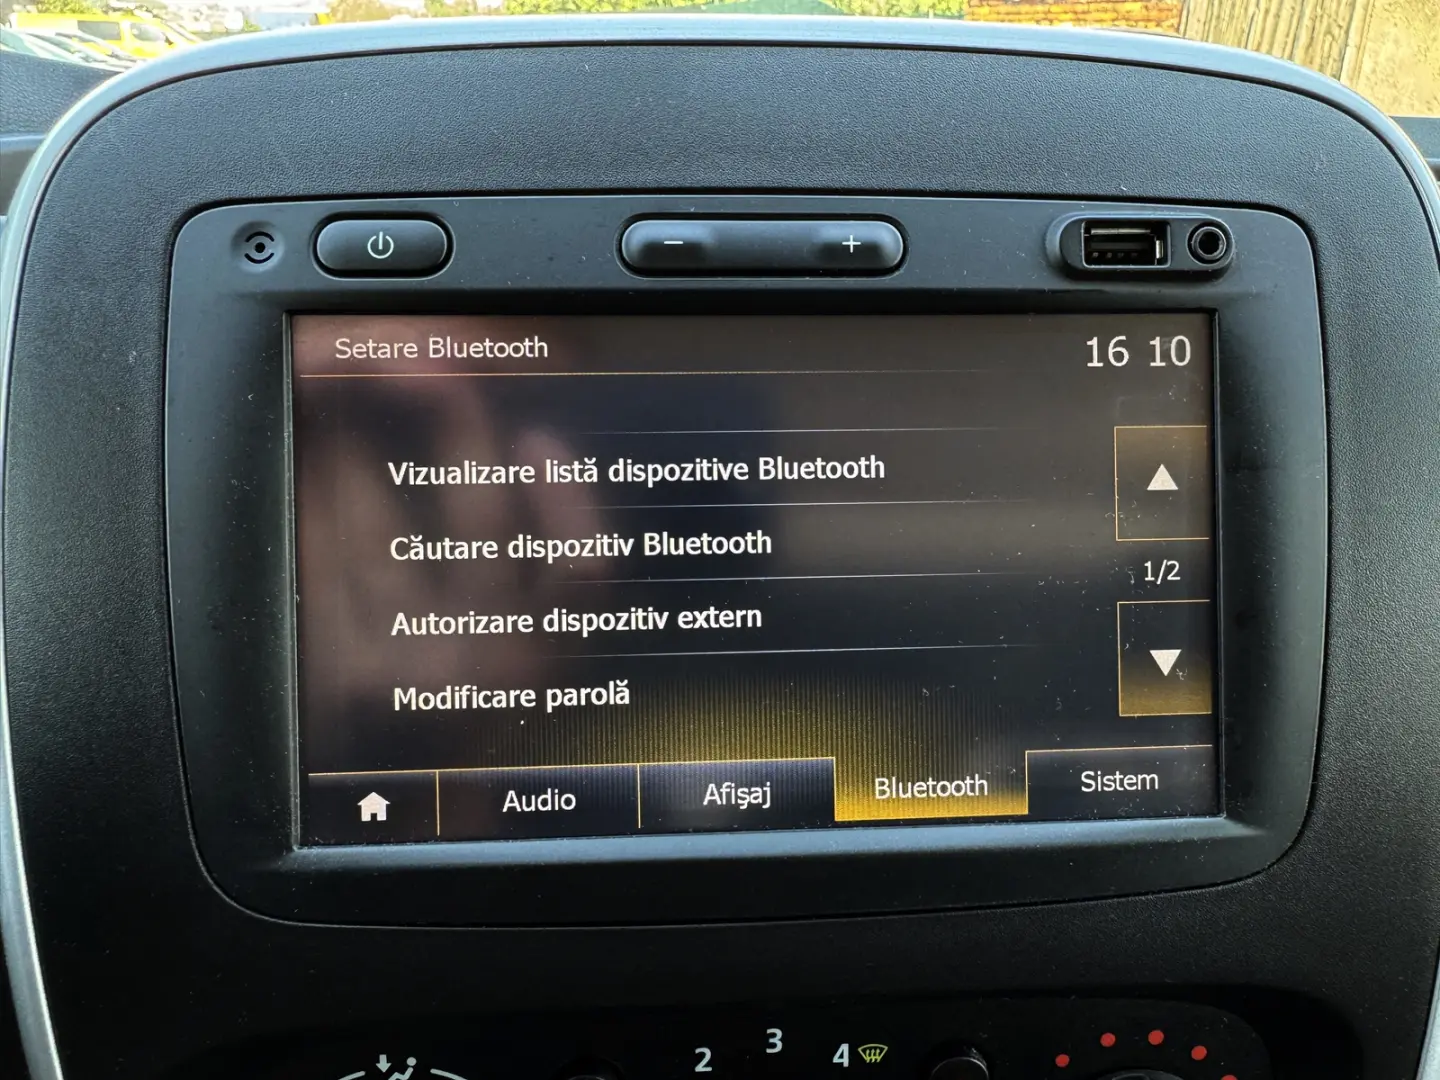 Setare Bluetooth
16 10
Vizualizare listă dispozitive Bluetooth
Căutare dispozitiv Bluetooth
Autorizare dispozitiv extern
1/2
Modificare parolă
Audio
Afişaj
Bluetooth
Sistem
2
3
4